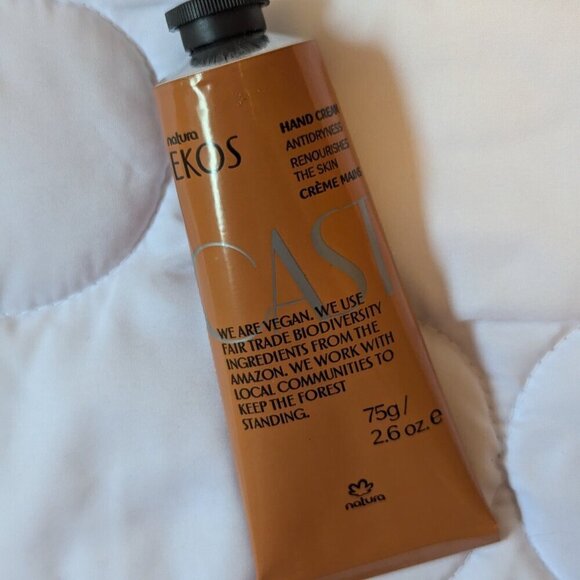 natura
EKOS
HAND CREAM
ANTIDRYNESS
RENOURISHES
THE SKIN
CRÈME MAINS
CAST
WE ARE VEGAN. WE USE
FAIR TRADE BIODIVERSITY
INGREDIENTS FROM THE
AMAZON. WE WORK WITH
LOCAL COMMUNITIES TO
KEEP THE FOREST
STANDING.
75g/
2.6 oz.e
natura